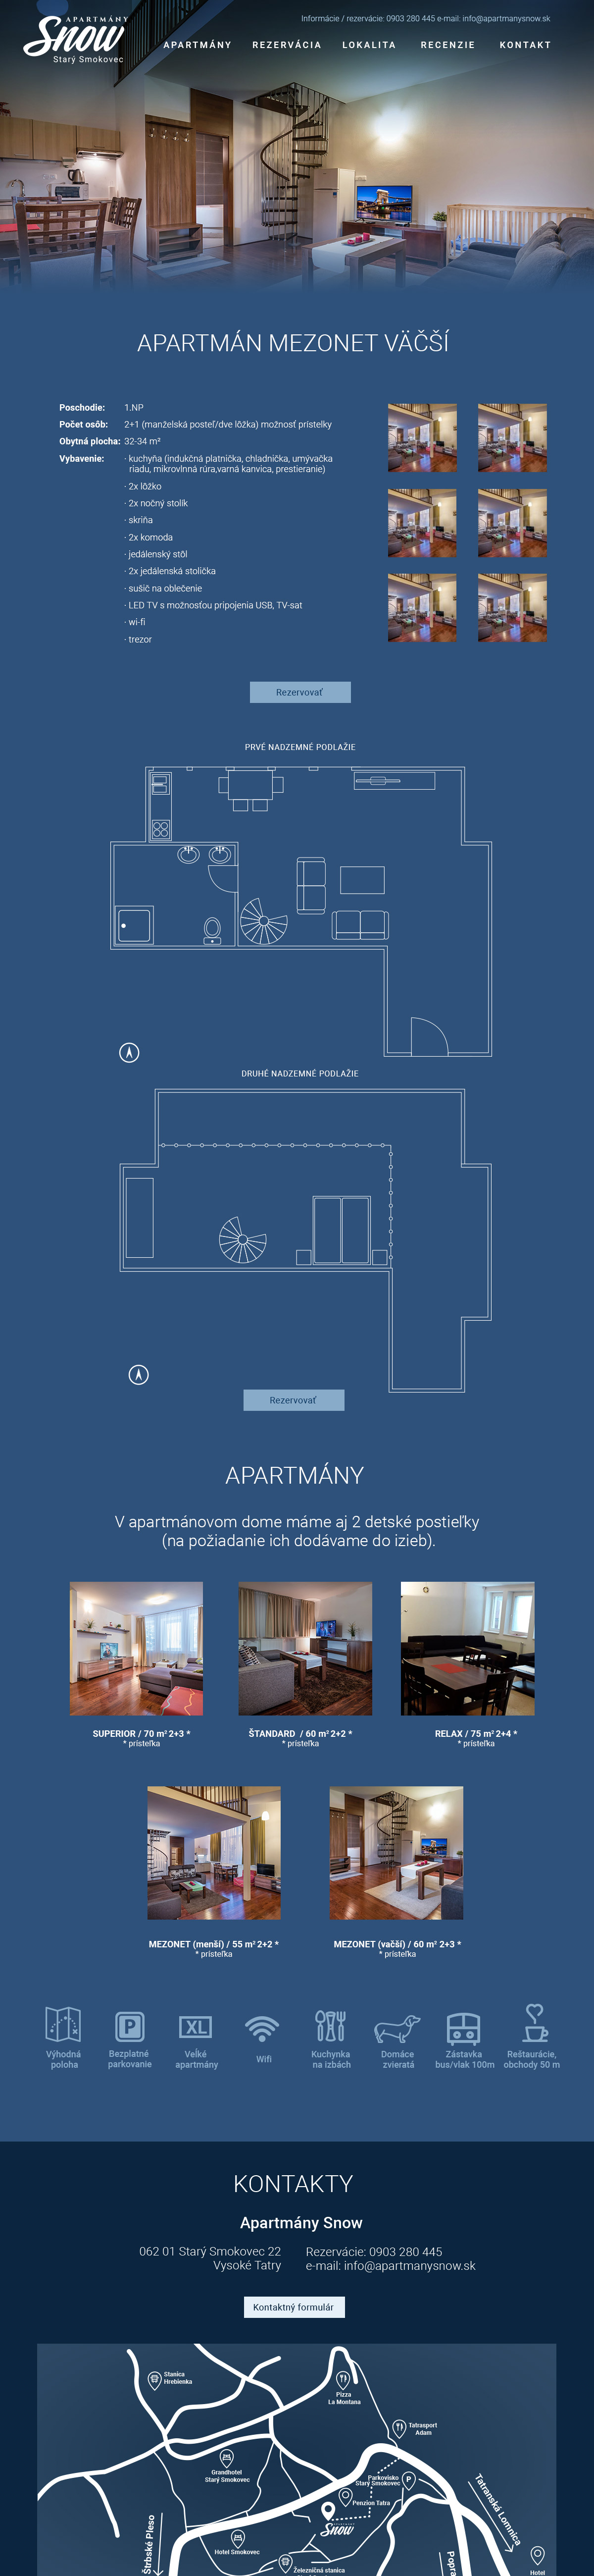 APARTMÁNY
Snow
Starý Smokovec
Informácie / rezervácie: 0903 280 445 e-mail: info@apartmanysnow.sk
APARTMÁNY REZERVÁCIA LOKALITA RECENZIE KONTAKT
APARTMÁN MEZONET VÄČŠÍ
Poschodie: 1.NP
Počet osôb: 2+1 (manželská posteľ/dve lôžka) možnosť prístelky
Obytná plocha: 32-34 m²
Vybavenie: · kuchyňa (indukčná platnička, chladnička, umývačka
riadu, mikrovlnná rúra,varná kanvica, prestieranie)
· 2x lôžko
· 2x nočný stolík
· skriňa
· 2x komoda
· jedálenský stôl
· 2x jedálenská stolička
· sušič na oblečenie
· LED TV s možnosťou pripojenia USB, TV-sat
· wi-fi
· trezor
Rezervovať
PRVÉ NADZEMNÉ PODLAŽIE
DRUHÉ NADZEMNÉ PODLAŽIE
Rezervovať
APARTMÁNY
V apartmánovom dome máme aj 2 detské postieľky
(na požiadanie ich dodávame do izieb).
SUPERIOR / 70 m² 2+3 *
* prístelka
ŠTANDARD / 60 m² 2+2 *
* prístelka
RELAX / 75 m² 2+4 *
* prístelka
MEZONET (menší) / 55 m² 2+2 *
* prístelka
MEZONET (vačší) / 60 m² 2+3 *
* prístelka
P
XL
Výhodná
poloha
Bezplatné
parkovanie
Veľké
apartmány
Wifi
Kuchynka
na izbách
Domáce
zvieratá
Zástavka
bus/vlak 100m
Reštaurácie,
obchody 50 m
KONTAKTY
Apartmány Snow
062 01 Starý Smokovec 22
Vysoké Tatry
Rezervácie: 0903 280 445
e-mail: info@apartmanysnow.sk
Kontaktný formulár
Stanica
Hrebienka
Pizza
La Montana
Tatrasport
Adam
Grandhotel
Starý Smokovec
Parkovisko
Starý Smokovec
P
Penzión Tatra
Snow
Tatranská Lomnica
Štrbské Pleso
Hotel Smokovec
Železničná stanica
Hotel